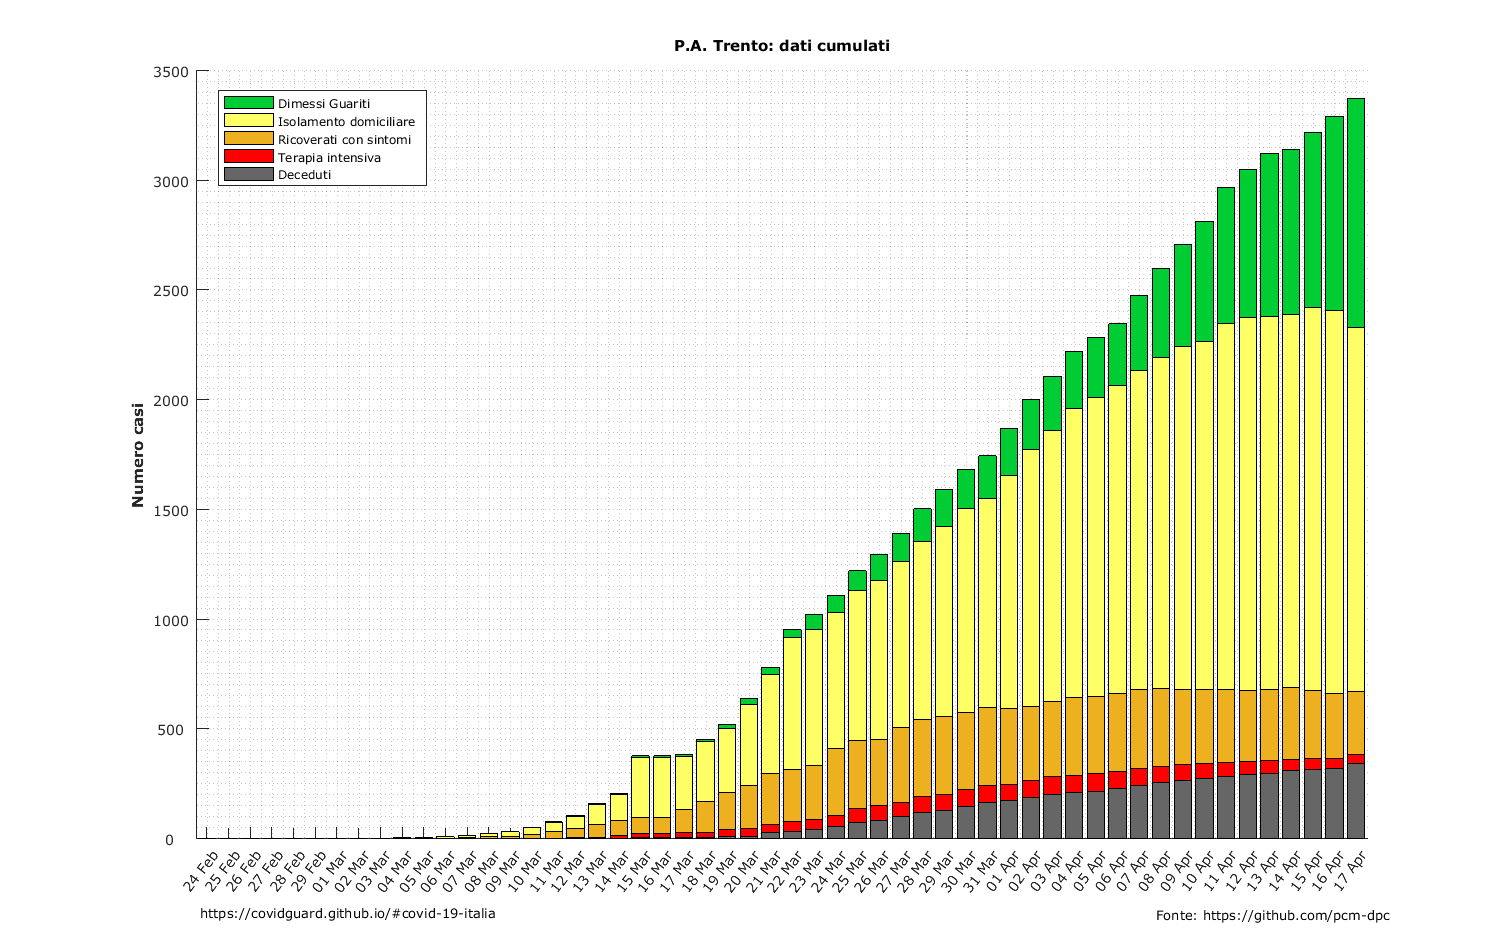 P.A. Trento: dati cumulati
3500
3000
2500
2000
1500
1000
500
0
Numero casi
Dimessi Guariti
Isolamento domiciliare
Ricoverati con sintomi
Terapia intensiva
Deceduti
24 Feb
25 Feb
26 Feb
27 Feb
28 Feb
29 Feb
01 Mar
02 Mar
03 Mar
04 Mar
05 Mar
06 Mar
07 Mar
08 Mar
09 Mar
10 Mar
11 Mar
12 Mar
13 Mar
14 Mar
15 Mar
16 Mar
17 Mar
18 Mar
19 Mar
20 Mar
21 Mar
22 Mar
23 Mar
24 Mar
25 Mar
26 Mar
27 Mar
28 Mar
29 Mar
30 Mar
31 Mar
01 Apr
02 Apr
03 Apr
04 Apr
05 Apr
06 Apr
07 Apr
08 Apr
09 Apr
10 Apr
11 Apr
12 Apr
13 Apr
14 Apr
15 Apr
16 Apr
17 Apr
https://covidguard.github.io/#covid-19-italia
Fonte: https://github.com/pcm-dpc